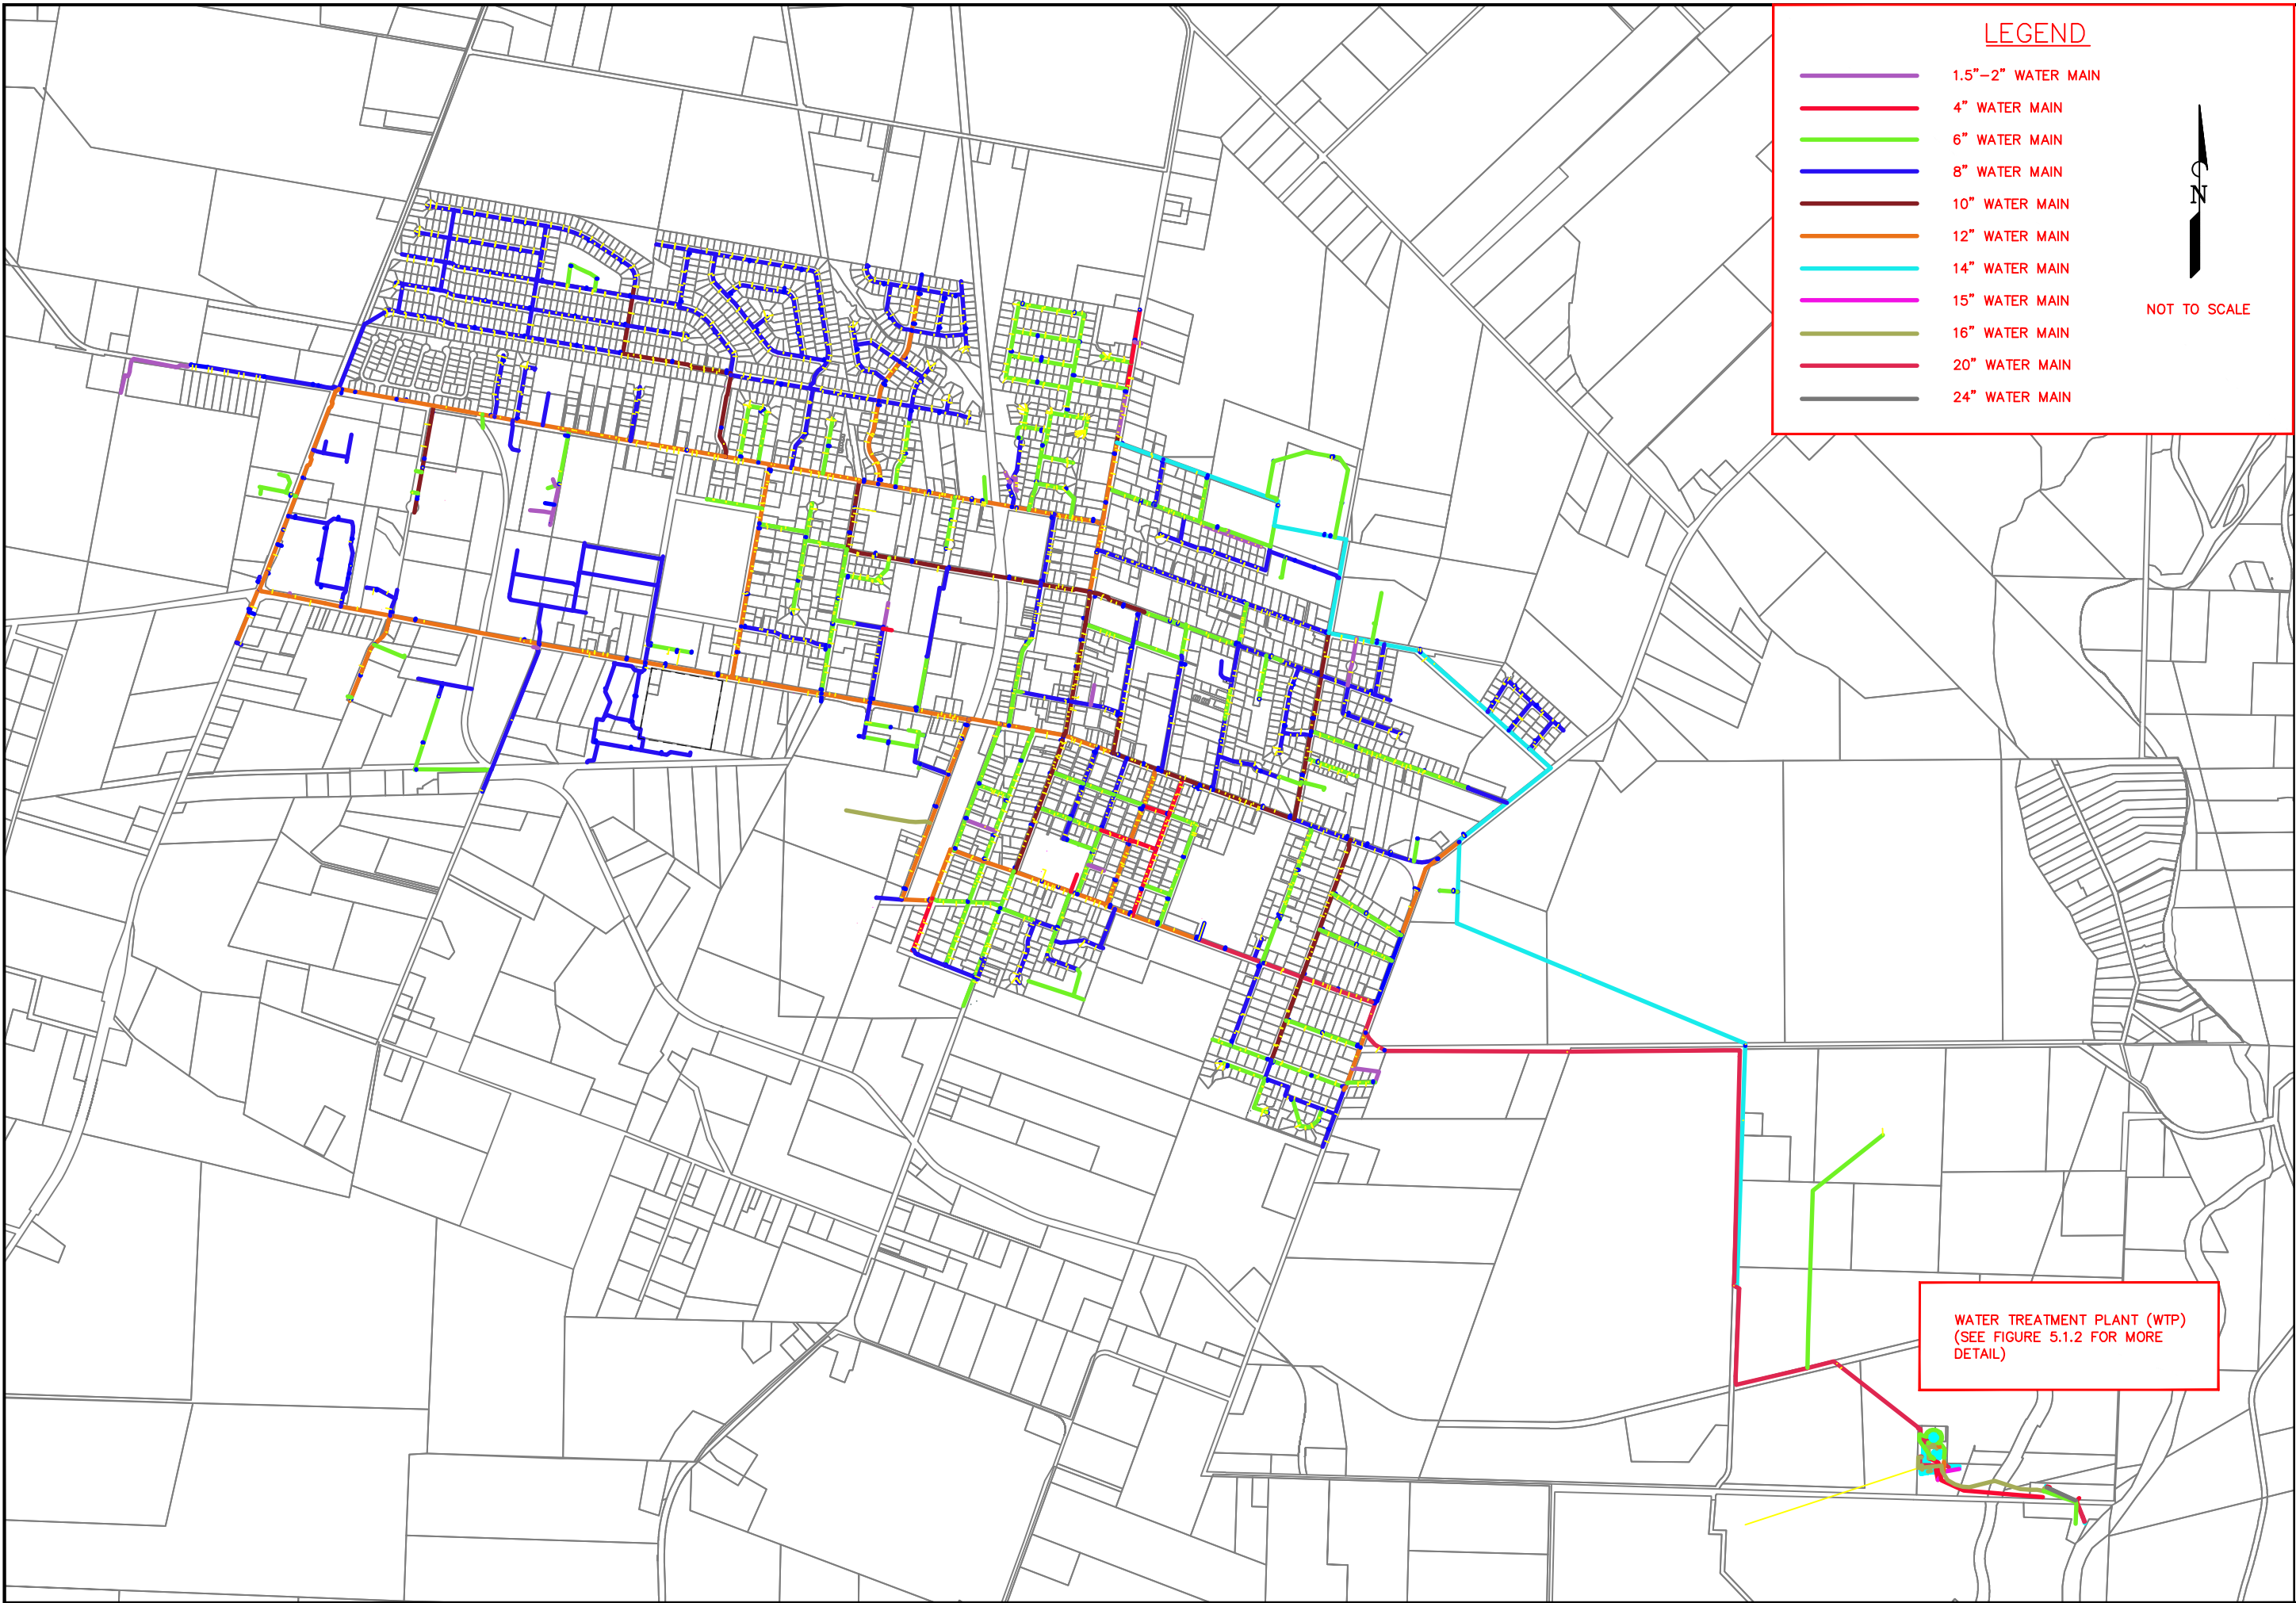 LEGEND
1.5"-2" WATER MAIN
4" WATER MAIN
6" WATER MAIN
8" WATER MAIN
10" WATER MAIN
12" WATER MAIN
14" WATER MAIN
15" WATER MAIN
16" WATER MAIN
20" WATER MAIN
24" WATER MAIN
N
NOT TO SCALE
WATER TREATMENT PLANT (WTP)
(SEE FIGURE 5.1.2 FOR MORE
DETAIL)